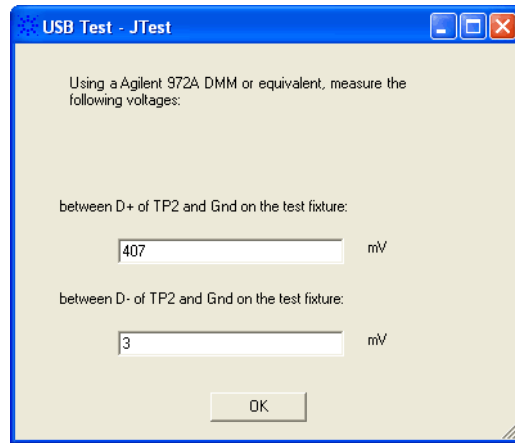 USB Test - JTest
Using a Agilent 972A DMM or equivalent, measure the
following voltages:
between D+ of TP2 and Gnd on the test fixture:
407 mV
between D- of TP2 and Gnd on the test fixture:
3 mV
OK